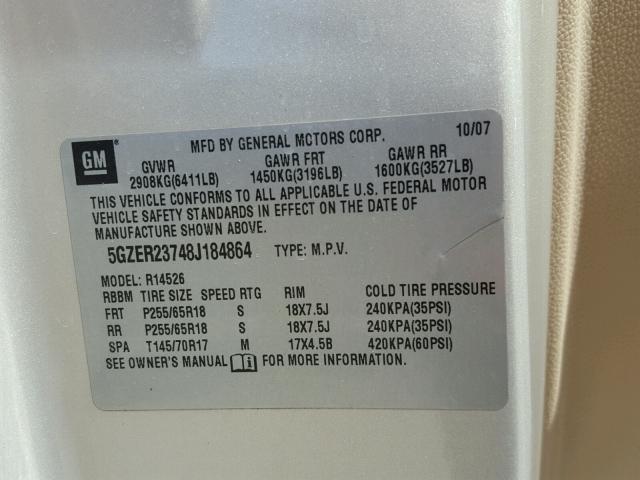 GM MFD BY GENERAL MOTORS CORP. 10/07
GVWR GAWR FRT GAWR RR
2908KG(6411LB) 1450KG(3196LB) 1600KG(3527LB)
THIS VEHICLE CONFORMS TO ALL APPLICABLE U.S. FEDERAL MOTOR
VEHICLE SAFETY STANDARDS IN EFFECT ON THE DATE OF
MANUFACTURE SHOWN ABOVE.
5GZER23748J184864 TYPE: M.P.V.
MODEL: R14526
RBBM TIRE SIZE SPEED RTG RIM COLD TIRE PRESSURE
FRT P255/65R18 S 18X7.5J 240KPA(35PSI)
RR P255/65R18 S 18X7.5J 240KPA(35PSI)
SPA T145/70R17 M 17X4.5B 420KPA(60PSI)
SEE OWNER'S MANUAL FOR MORE INFORMATION.